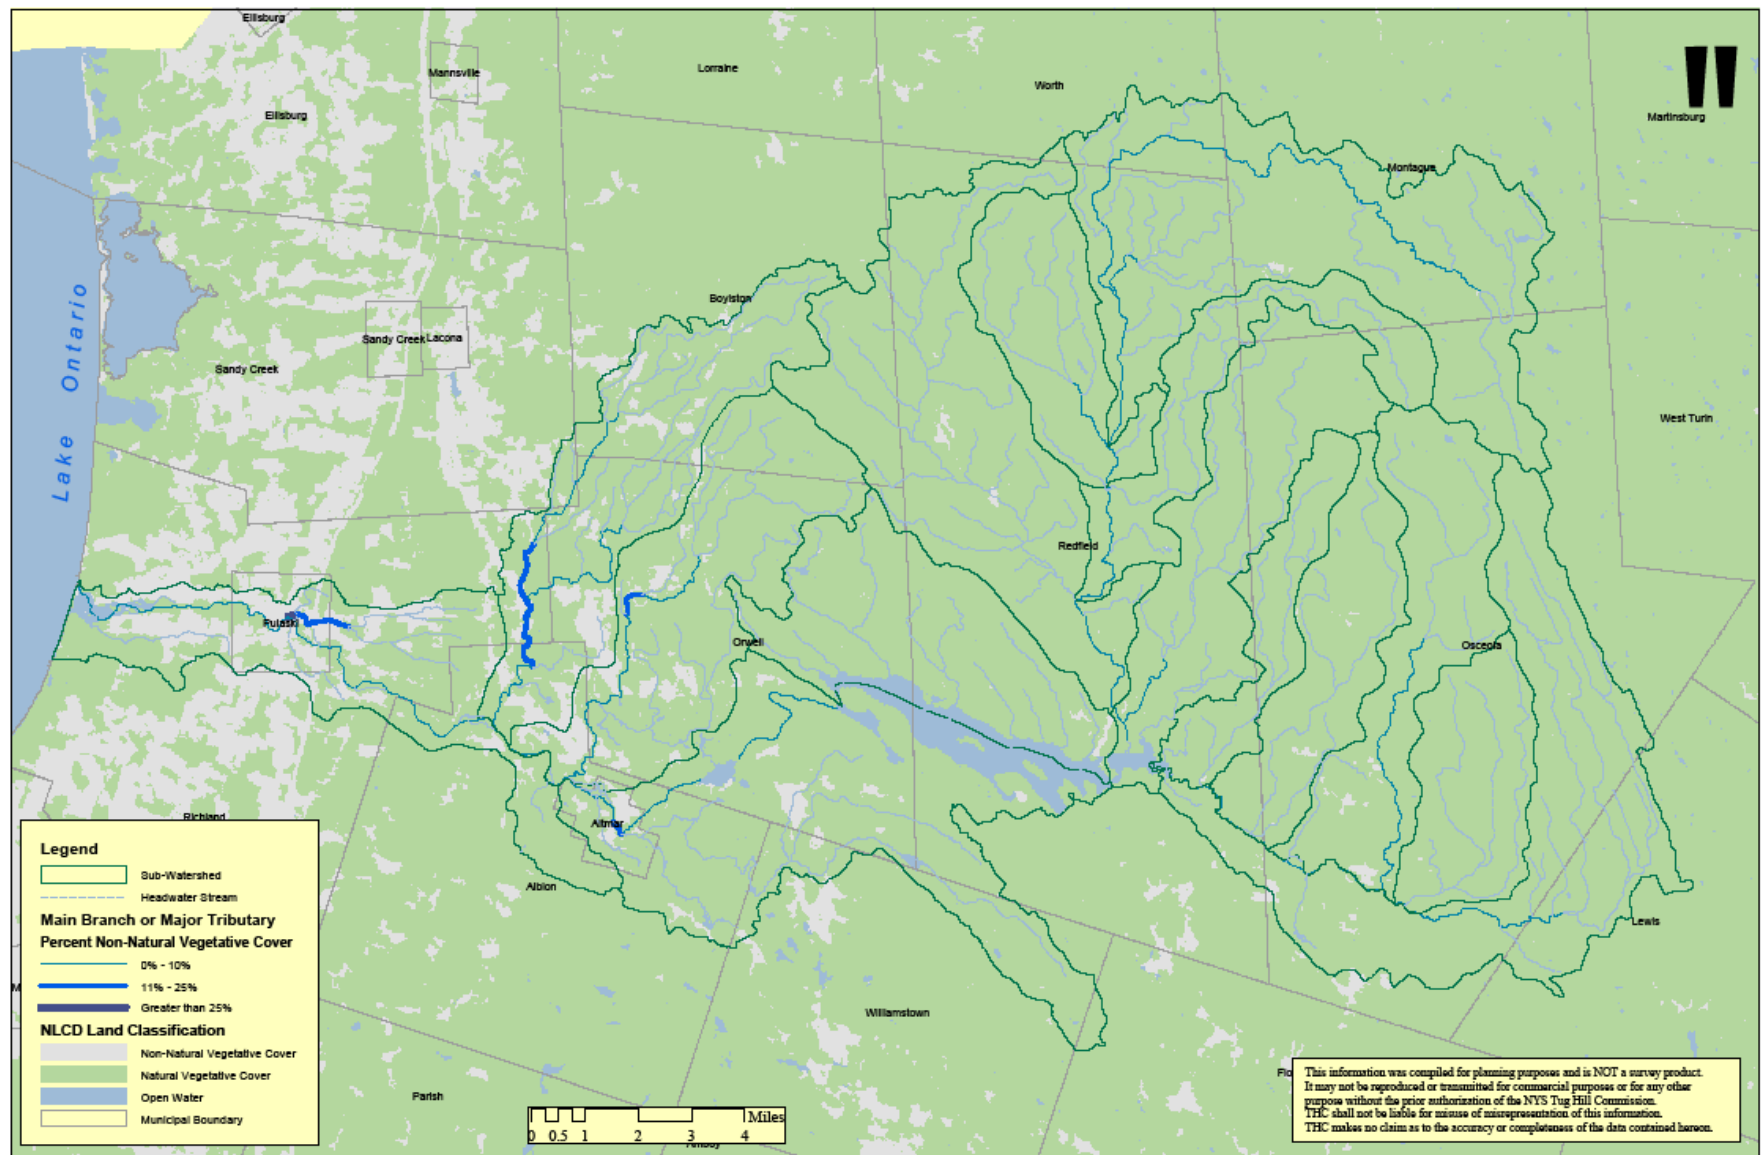 Ellisburg
Mannsville
Lorraine
Worth
"
Martinsburg
Ellisburg
Montague
Boylston
Lake Ontario
Sandy Creek
Lacona
Sandy Creek
West Turin
Redfield
Pulaski
Orwell
Osceola
Richland
Altmar
Albion
Lewis
Williamstown
Parish
Legend
Sub-Watershed
Headwater Stream
Main Branch or Major Tributary
Percent Non-Natural Vegetative Cover
0% - 10%
11% - 25%
Greater than 25%
NLCD Land Classification
Non-Natural Vegetative Cover
Natural Vegetative Cover
Open Water
Municipal Boundary
Miles
0 0.5 1 2 3 4
This information was compiled for planning purposes and is NOT a survey product.
It may not be reproduced or transmitted for commercial purposes or for any other
purpose without the prior authorization of the NYS Tug Hill Commission.
THC shall not be liable for misuse of misrepresentation of this information.
THC makes no claim as to the accuracy or completeness of the data contained hereon.